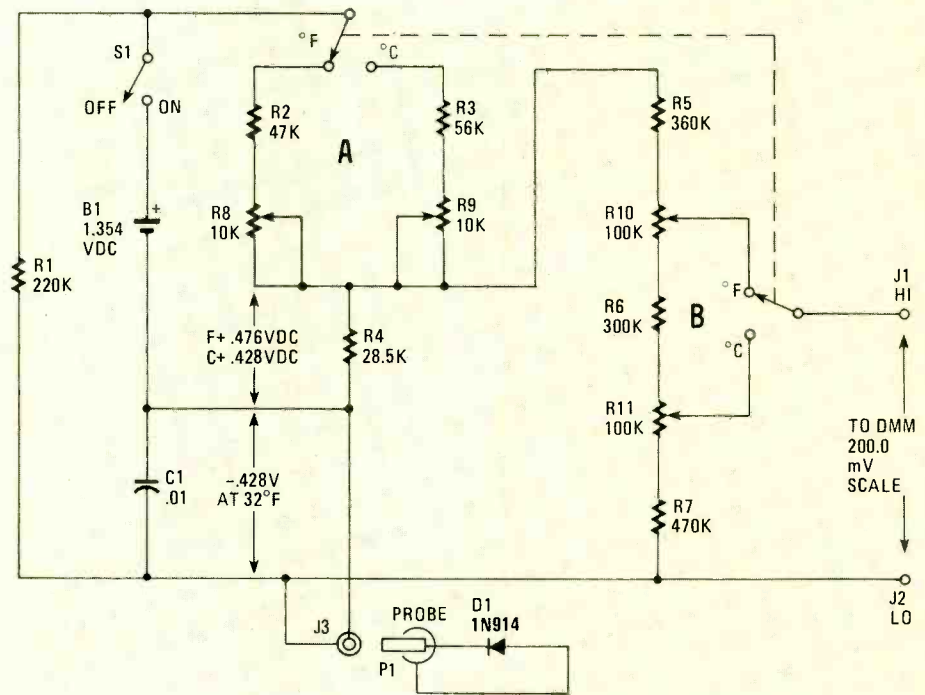 S1
OFF
ON
B1
1.354
VDC
+
R1
220K
°F
°C
R2
47K
R3
56K
A
R8
10K
R9
10K
F+.476VDC
C+.428VDC
R4
28.5K
C1
.01
-.428V
AT 32°F
R5
360K
R10
100K
R6
300K
B
°F
°C
R11
100K
R7
470K
J1
HI
TO DMM
200.0
mV
SCALE
J2
LO
J3
PROBE
P1
D1
1N914